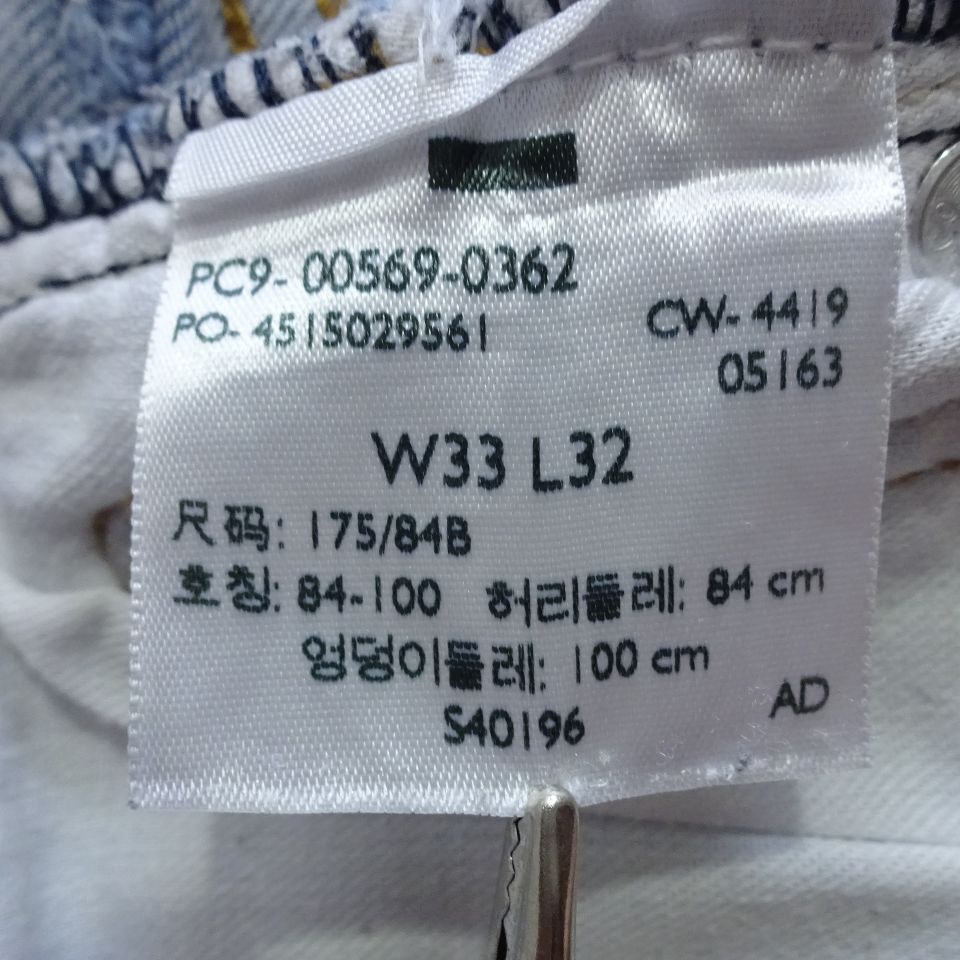 PC9-00569-0362
PO-4515029561
CW-4419
05163
W33 L32
尺码: 175/84B
호칭: 84-100 허리둘레: 84 cm
엉덩이둘레: 100 cm
S40196
AD